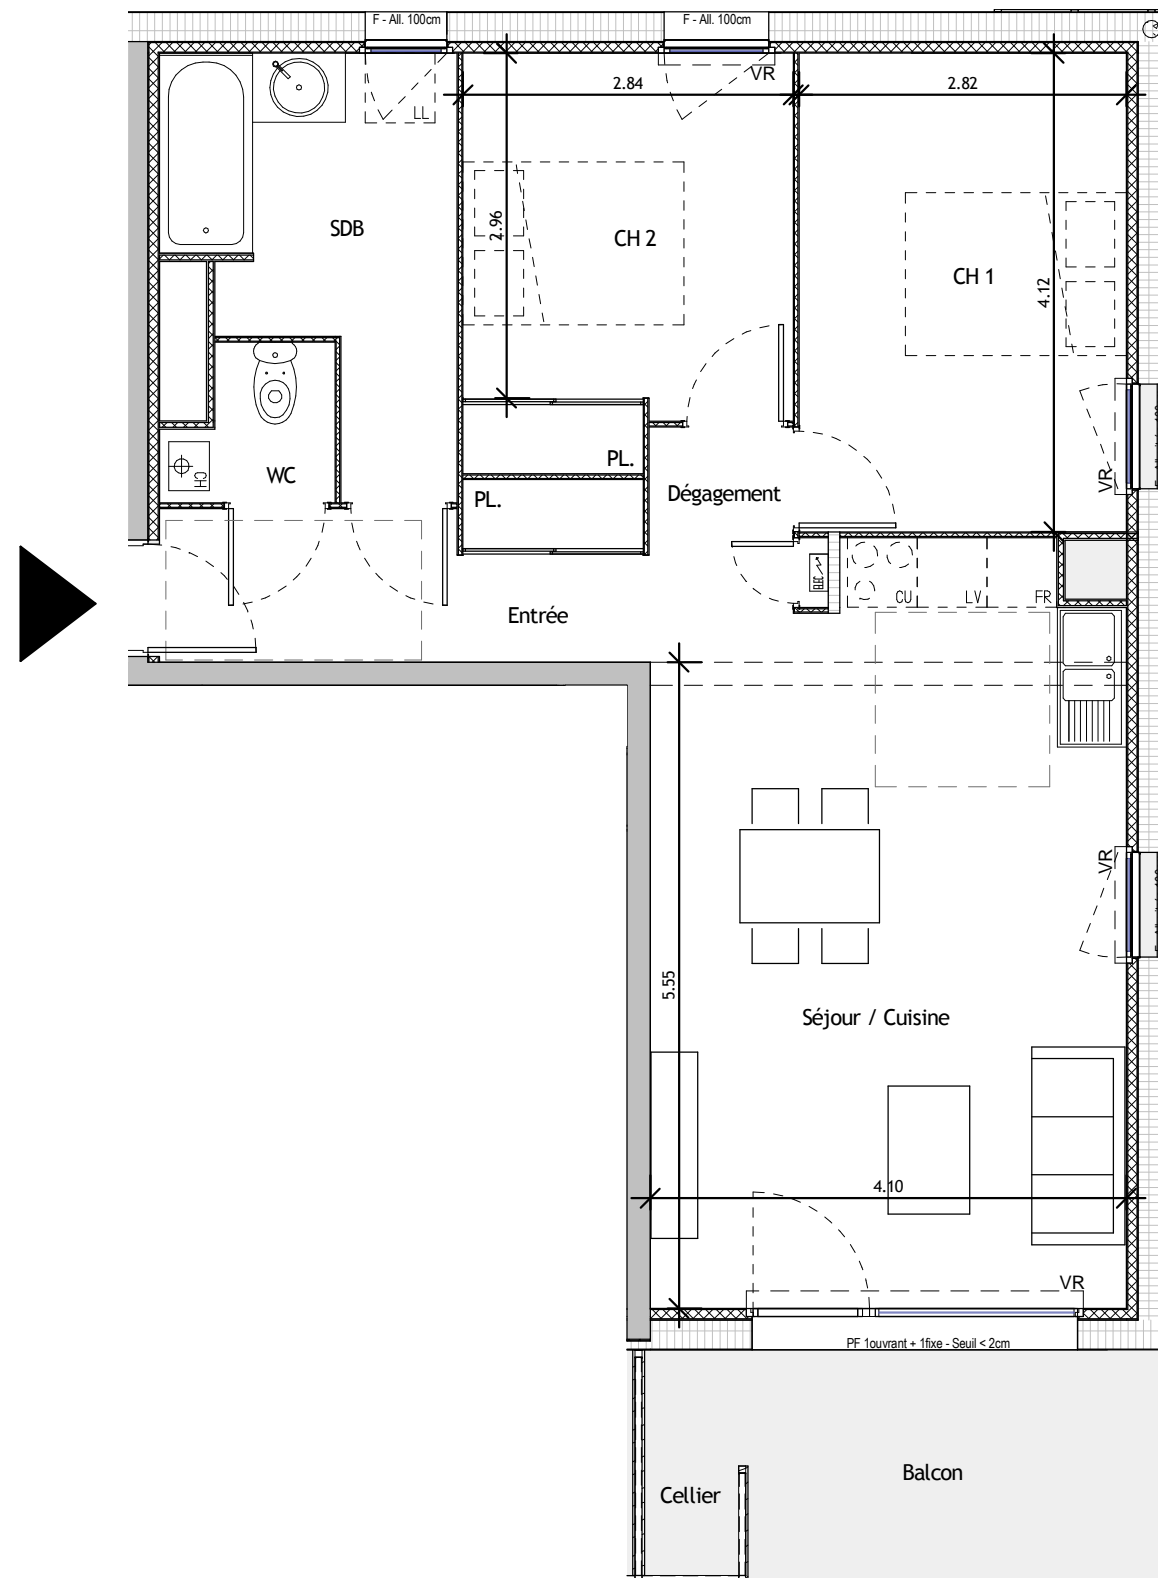 F - All. 100cm
F - All. 100cm
VR
2.84
2.82
LL
2.96
SDB
CH 2
CH 1
4.12
PL.
WC
CH
VR
PL.
Dégagement
ELEC
CU
LV
FR
Entrée
VR
5.55
Séjour / Cuisine
4.10
VR
PF 1ouvrant + 1fixe - Seuil < 2cm
Balcon
Cellier